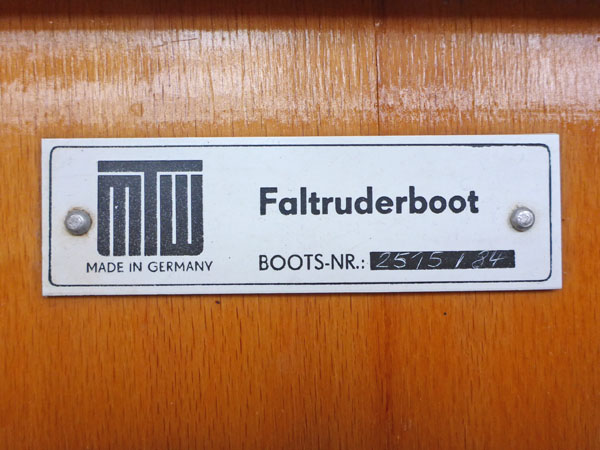 MTW
MADE IN GERMANY
Faltruderboot
BOOTS-NR.: 2515 / 84